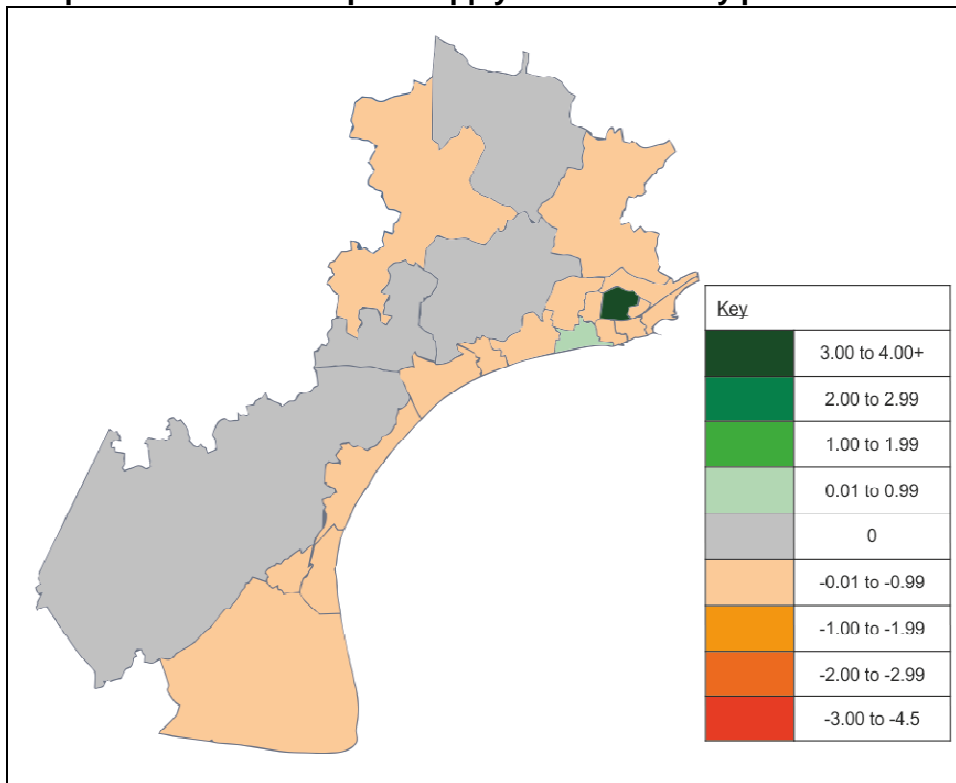 Key
3.00 to 4.00+
2.00 to 2.99
1.00 to 1.99
0.01 to 0.99
0
-0.01 to -0.99
-1.00 to -1.99
-2.00 to -2.99
-3.00 to -4.5